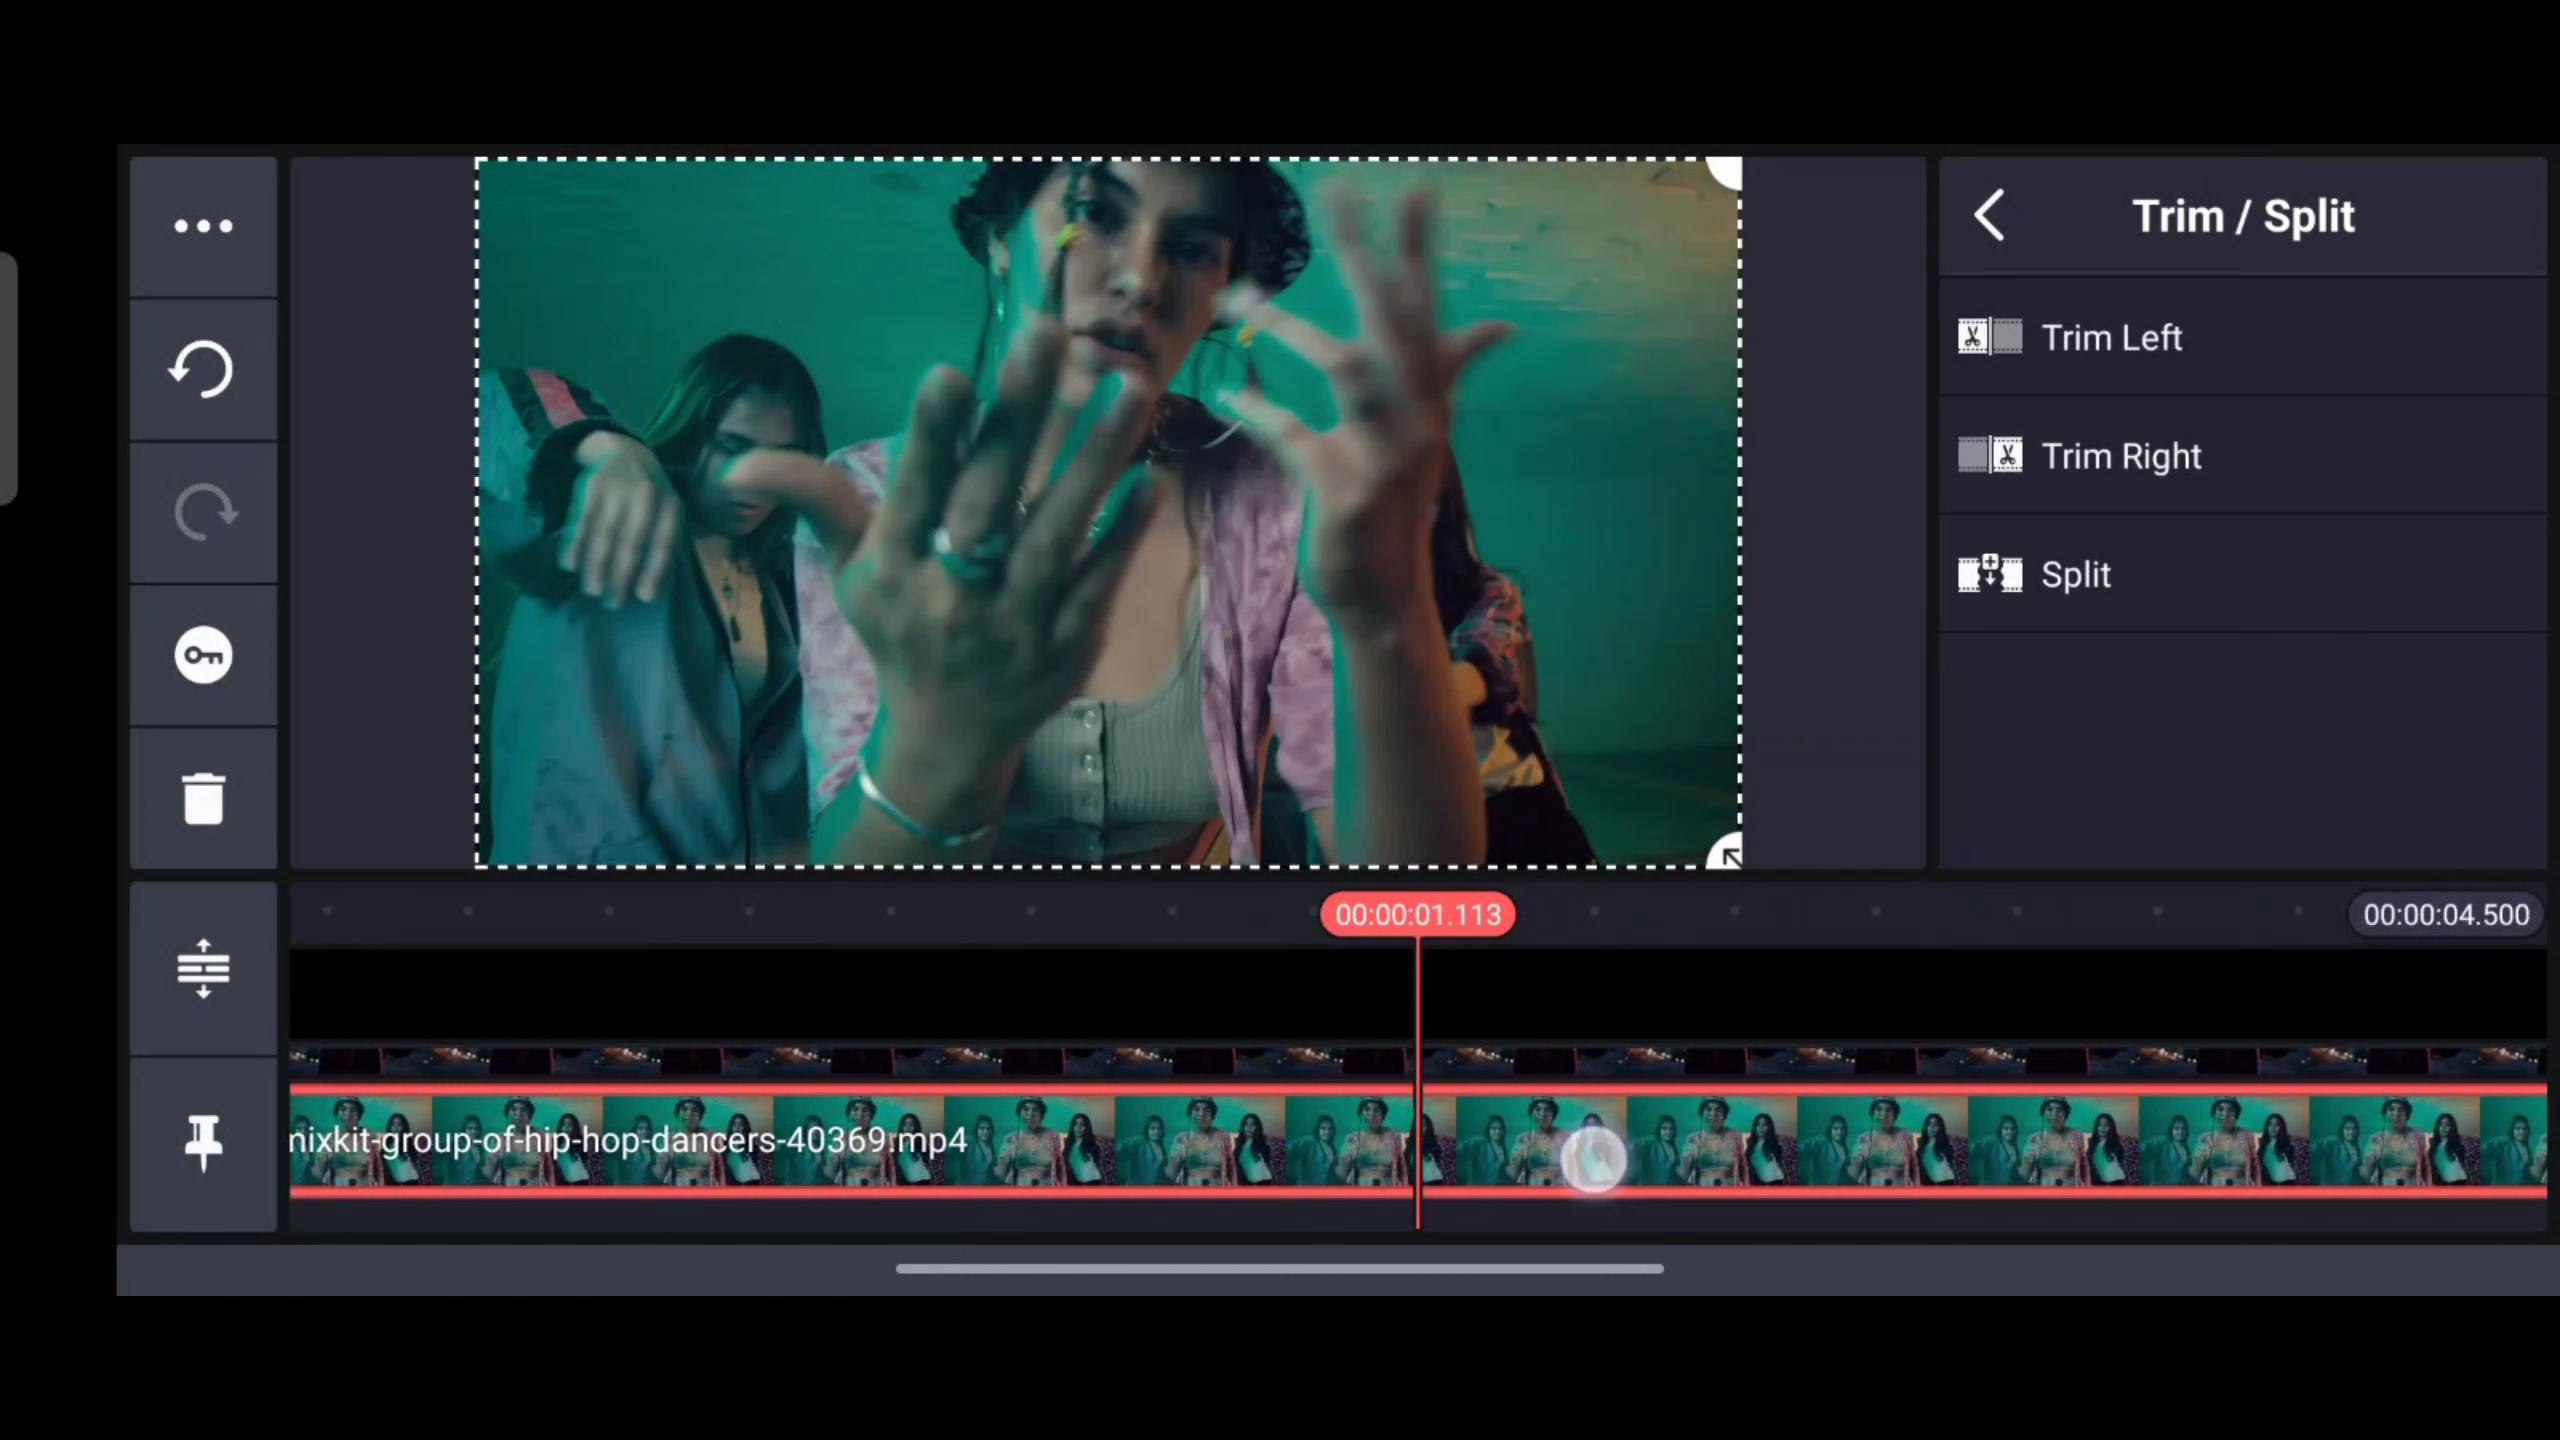 Trim / Split
Trim Left
Trim Right
Split
00:00:01.113
00:00:04.500
nixkit-group-of-hip-hop-dancers-40369.mp4